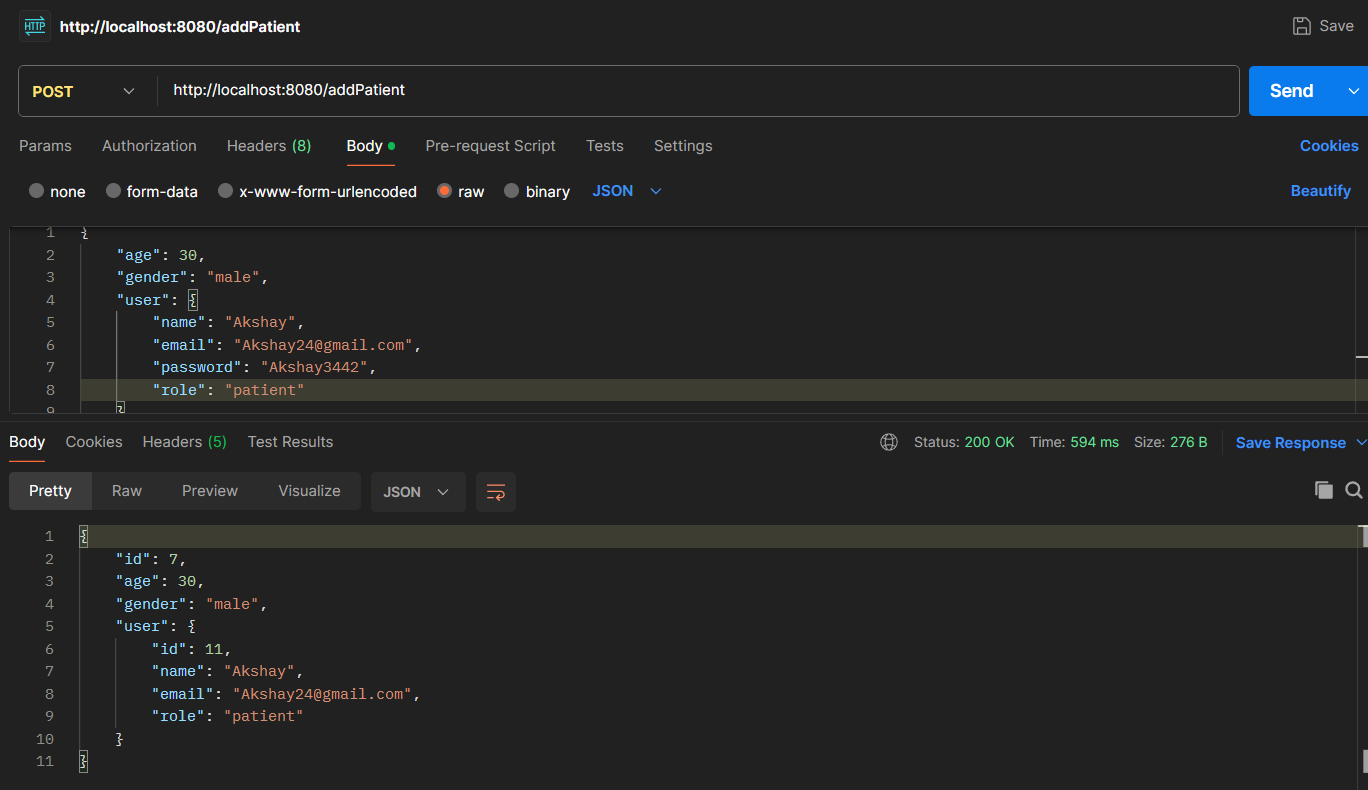 HTTP http://localhost:8080/addPatient Save
POST http://localhost:8080/addPatient Send
Params Authorization Headers (8) Body Pre-request Script Tests Settings Cookies
none form-data x-www-form-urlencoded raw binary JSON Beautify
1 {
2 "age": 30,
3 "gender": "male",
4 "user": {
5 "name": "Akshay",
6 "email": "Akshay24@gmail.com",
7 "password": "Akshay3442",
8 "role": "patient"
9 }
Body Cookies Headers (5) Test Results Status: 200 OK Time: 594 ms Size: 276 B Save Response
Pretty Raw Preview Visualize JSON
1 {
2 "id": 7,
3 "age": 30,
4 "gender": "male",
5 "user": {
6 "id": 11,
7 "name": "Akshay",
8 "email": "Akshay24@gmail.com",
9 "role": "patient"
10 }
11 }